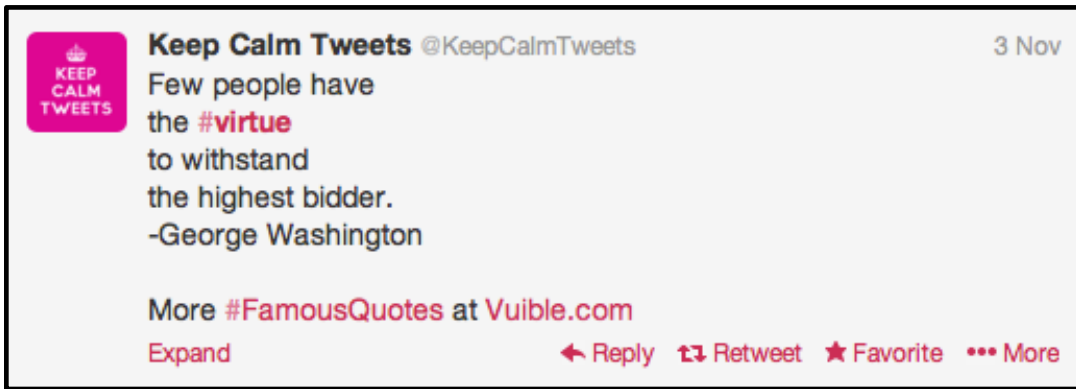 KEEP
CALM
TWEETS
Keep Calm Tweets @KeepCalmTweets 3 Nov
Few people have
the #virtue
to withstand
the highest bidder.
-George Washington
More #FamousQuotes at Vuible.com
Expand Reply Retweet Favorite More